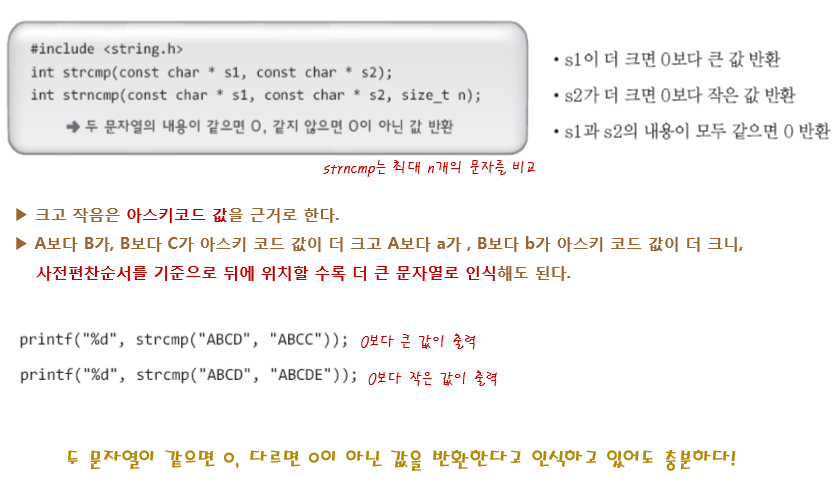 #include <string.h>
int strcmp(const char * s1, const char * s2);
int strncmp(const char * s1, const char * s2, size_t n);
➜ 두 문자열의 내용이 같으면 0, 같지 않으면 0이 아닌 값 반환
• s1이 더 크면 0보다 큰 값 반환
• s2가 더 크면 0보다 작은 값 반환
• s1과 s2의 내용이 모두 같으면 0 반환
strncmp는 최대 n개의 문자를 비교
▶ 크고 작음은 아스키코드 값을 근거로 한다.
▶ A보다 B가, B보다 C가 아스키 코드 값이 더 크고 A보다 a가 , B보다 b가 아스키 코드 값이 더 크니,
사전편찬순서를 기준으로 뒤에 위치할 수록 더 큰 문자열로 인식해도 된다.
printf("%d", strcmp("ABCD", "ABCC")); 0보다 큰 값이 출력
printf("%d", strcmp("ABCD", "ABCDE")); 0보다 작은 값이 출력
두 문자열이 같으면 0, 다르면 0이 아닌 값을 반환한다고 인식하고 있어도 충분하다!